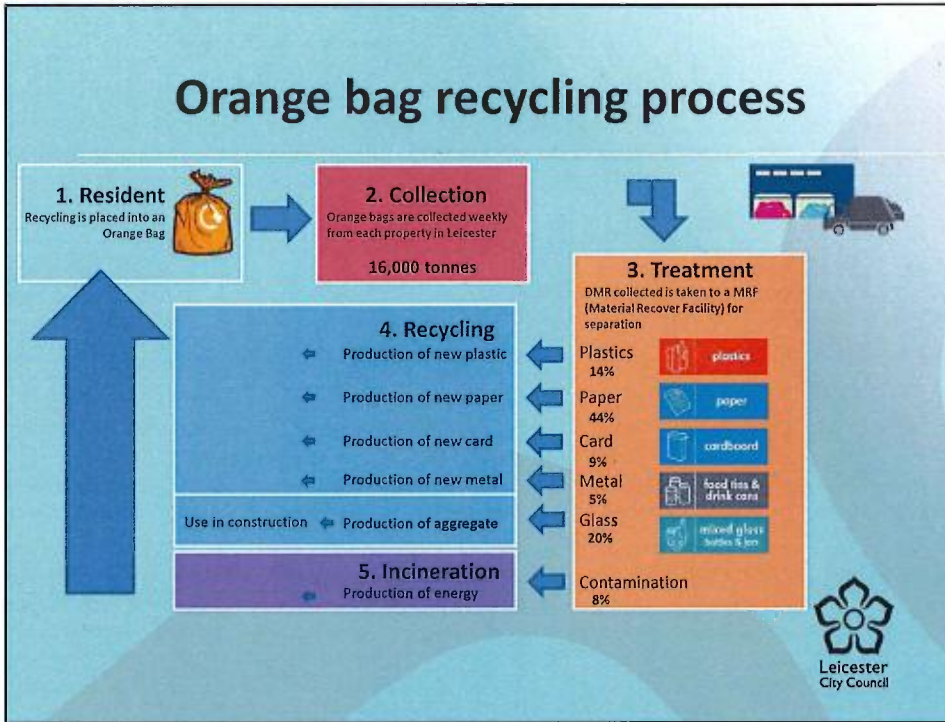 Orange bag recycling process
1. Resident
Recycling is placed into an
Orange Bag
2. Collection
Orange bags are collected weekly
from each property in Leicester
16,000 tonnes
3. Treatment
DMR collected is taken to a MRF
(Material Recover Facility) for
separation
Plastics
14%
plastics
Paper
44%
paper
Card
9%
cardboard
Metal
5%
food tins &
drink cans
Glass
20%
mixed glass
bottles & jars
Contamination
8%
4. Recycling
Production of new plastic
Production of new paper
Production of new card
Production of new metal
Use in construction
Production of aggregate
5. Incineration
Production of energy
Leicester
City Council